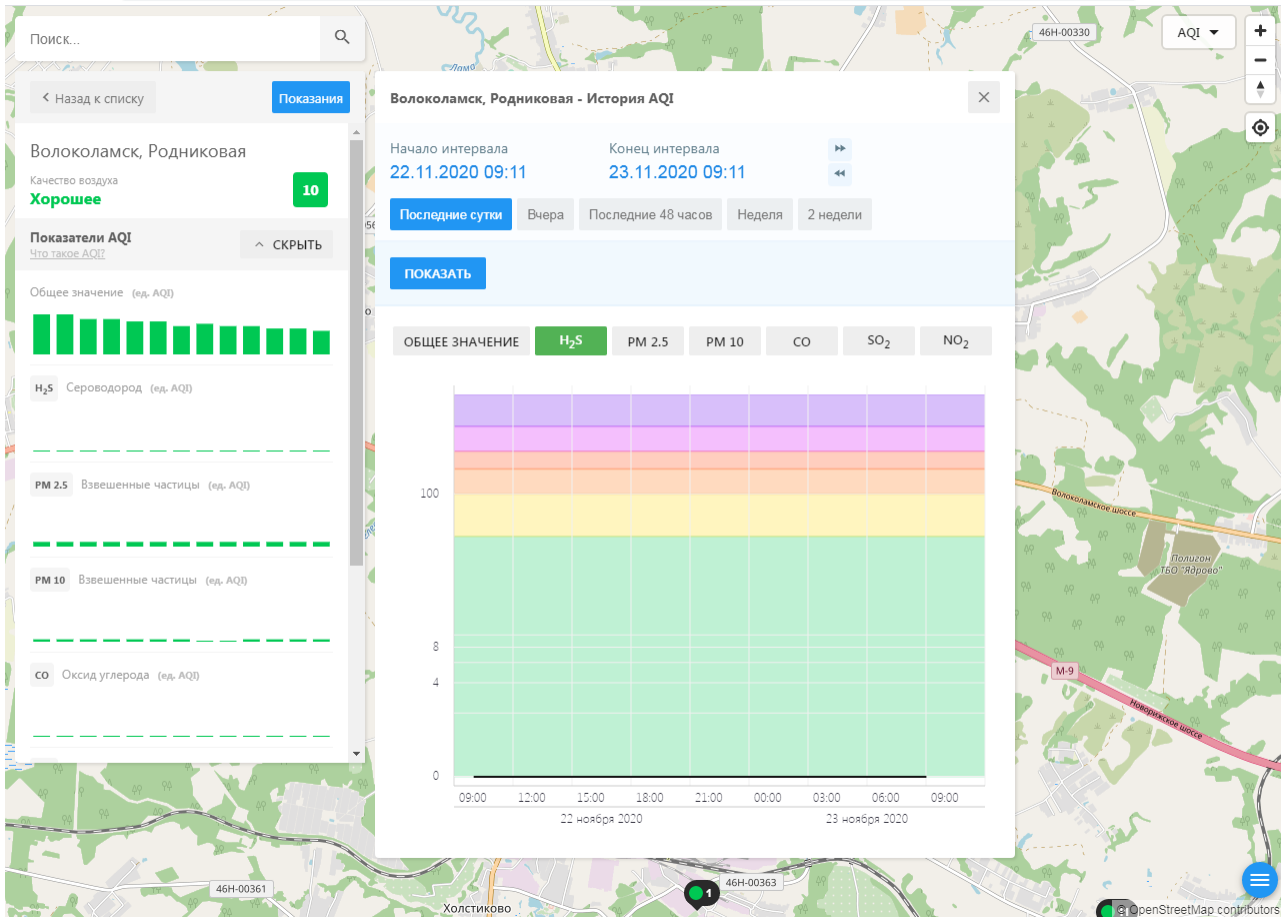 Поиск...
46Н-00330
AQI
Ламо
Назад к списку
Показания
Волоколамск, Родниковая
Качество воздуха
Хорошее
10
Показатели AQI
Что такое AQI?
СКРЫТЬ
Общее значение (ед. AQI)
H2S Сероводород (ед. AQI)
PM 2.5 Взвешенные частицы (ед. AQI)
PM 10 Взвешенные частицы (ед. AQI)
CO Оксид углерода (ед. AQI)
Волоколамск, Родниковая - История AQI
Начало интервала
22.11.2020 09:11
Конец интервала
23.11.2020 09:11
Последние сутки
Вчера
Последние 48 часов
Неделя
2 недели
ПОКАЗАТЬ
ОБЩЕЕ ЗНАЧЕНИЕ
H2S
PM 2.5
PM 10
CO
SO2
NO2
100
8
4
0
09:00 12:00 15:00 18:00 21:00 00:00 03:00 06:00 09:00
22 ноября 2020 23 ноября 2020
Волоколамское шоссе
Полигон
ТБО "Ядрово"
М-9
Новорижское шоссе
46Н-00361
46Н-00363
1
Холстиково
© OpenStreetMap contributors